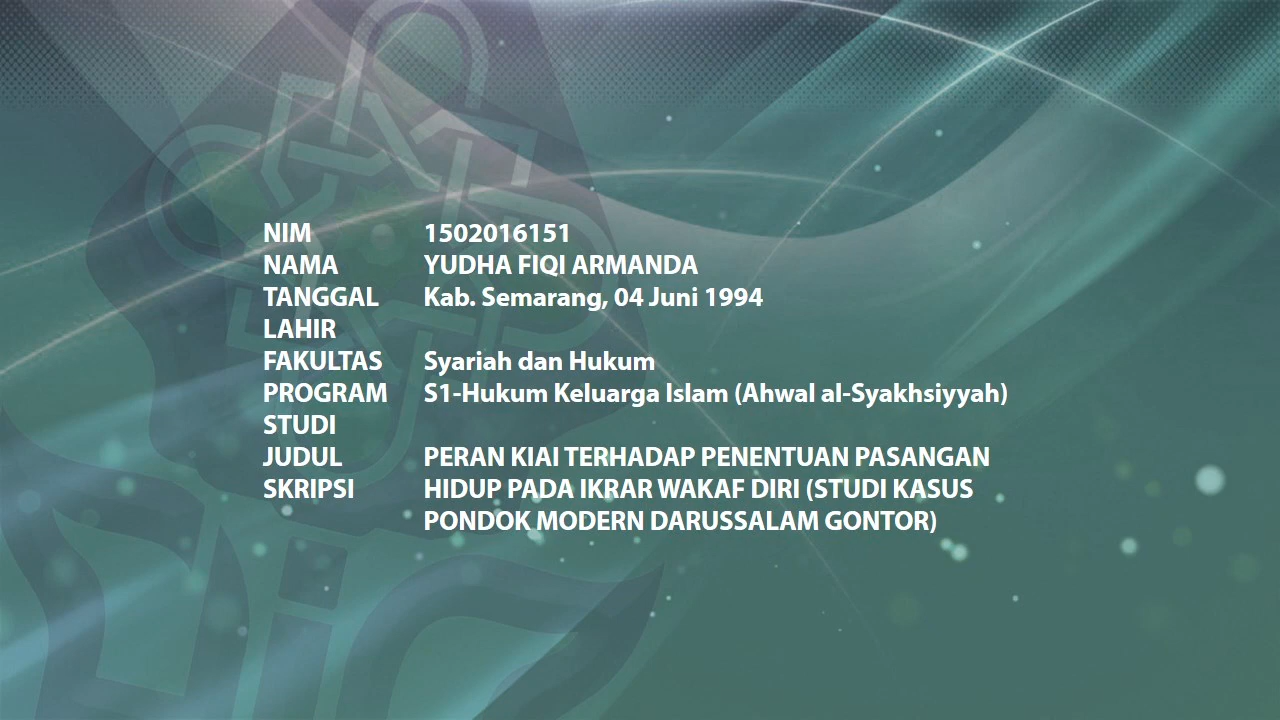 NIM 1502016151
NAMA YUDHA FIQI ARMANDA
TANGGAL Kab. Semarang, 04 Juni 1994
LAHIR
FAKULTAS Syariah dan Hukum
PROGRAM S1-Hukum Keluarga Islam (Ahwal al-Syakhsiyyah)
STUDI
JUDUL PERAN KIAI TERHADAP PENENTUAN PASANGAN
SKRIPSI HIDUP PADA IKRAR WAKAF DIRI (STUDI KASUS
PONDOK MODERN DARUSSALAM GONTOR)